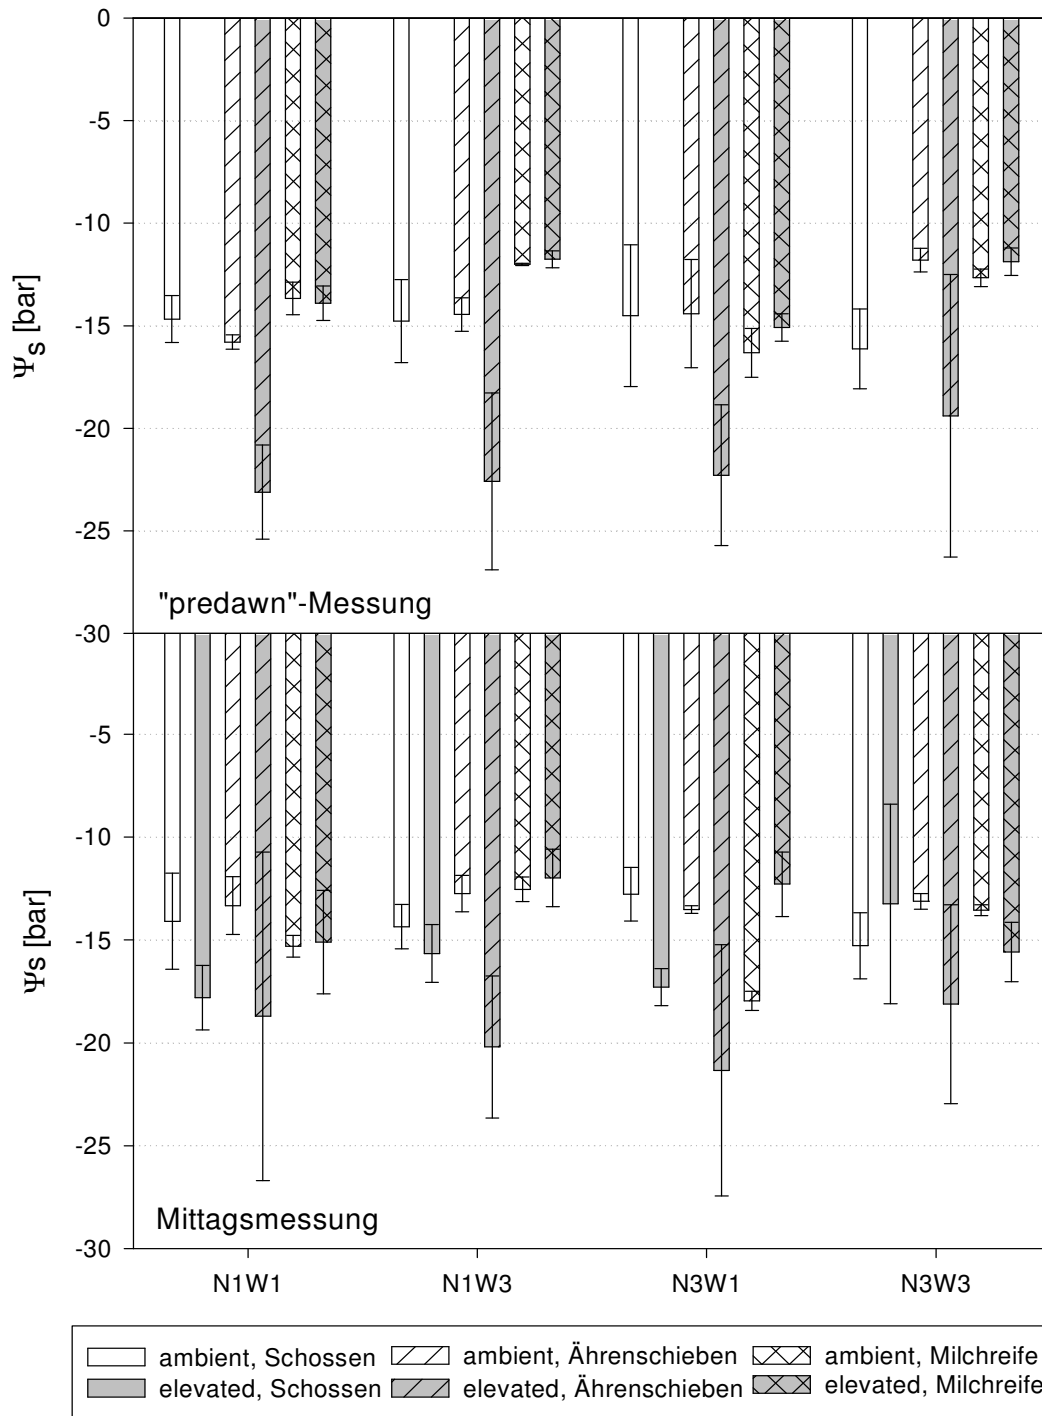 0
-5
-10
-15
-20
-25
-30
Ψs [bar]
"predawn"-Messung
-5
-10
-15
-20
-25
-30
Ψs [bar]
Mittagsmessung
N1W1 N1W3 N3W1 N3W3
ambient, Schossen ambient, Ährenschieben ambient, Milchreife
elevated, Schossen elevated, Ährenschieben elevated, Milchreife